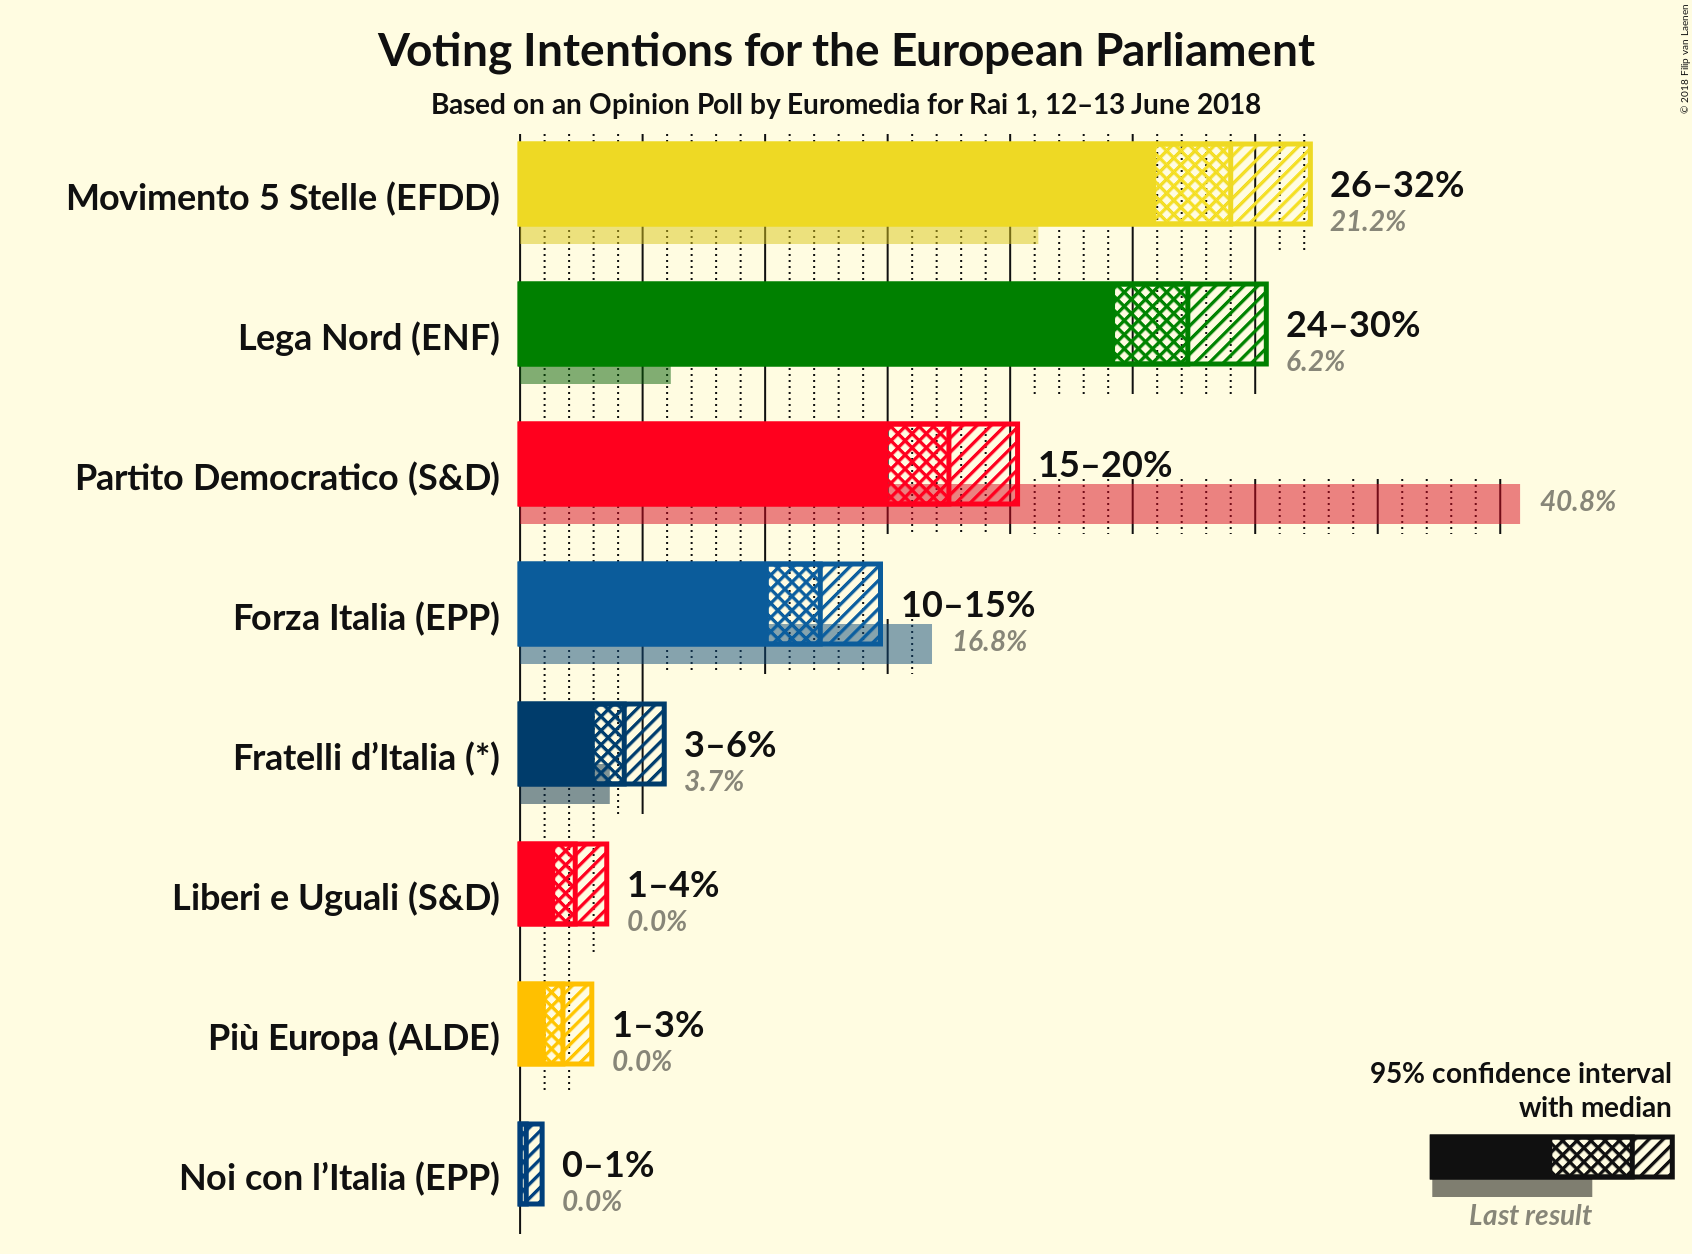 Voting Intentions for the European Parliament
Based on an Opinion Poll by Euromedia for Rai 1, 12–13 June 2018
© 2018 Filip van Laenen
Movimento 5 Stelle (EFDD)
26–32%
21.2%
Lega Nord (ENF)
24–30%
6.2%
Partito Democratico (S&D)
15–20%
40.8%
Forza Italia (EPP)
10–15%
16.8%
Fratelli d’Italia (*)
3–6%
3.7%
Liberi e Uguali (S&D)
1–4%
0.0%
Più Europa (ALDE)
1–3%
0.0%
Noi con l’Italia (EPP)
0–1%
0.0%
95% confidence interval
with median
Last result